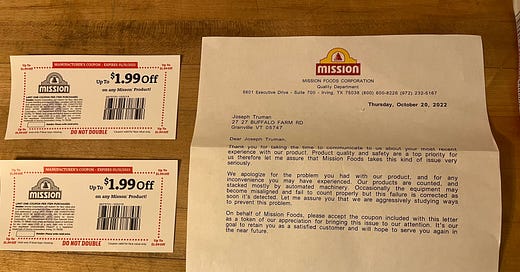 MANUFACTURER'S COUPON - EXPIRES
MISSION
UP TO $1.99 Off
on any Mission Product!
DO NOT DOUBLE
MANUFACTURER'S COUPON - EXPIRES
MISSION
UP TO $1.99 Off
on any Mission Product!
DO NOT DOUBLE
MISSION
MISSION FOODS CORPORATION
Quality Department
5601 Executive Drive - Suite 700 - Irving, TX 75038 (800) 600-8226 (972) 232-5167
Thursday, October 20, 2022
Joseph Truman
27 27 BUFFALO FARM RD
Granville VT 05747
Dear Joseph Truman,
Thank you for taking the time to communicate to us about your most recent
experience with our product. Product quality and safety are a top priority for
us therefore let me assure that Mission Foods takes this kind of issue very
seriously
We apologize for the problem you had with our product, and for any
inconvenience you may have experienced. Our products are counted, and
stacked mostly by automated machinery. Occasionally the equipment may
become misaligned and fail to count properly but this failure is corrected as
soon it's detected. Let me assure you that we are aggressively studying ways
to prevent this problem.
On behalf of Mission Foods, please accept the coupon included with this letter
as a token of our appreciation for bringing this issue to our attention. It's our
goal to retain you as a satisfied customer and will hope to serve you again in
the near future.